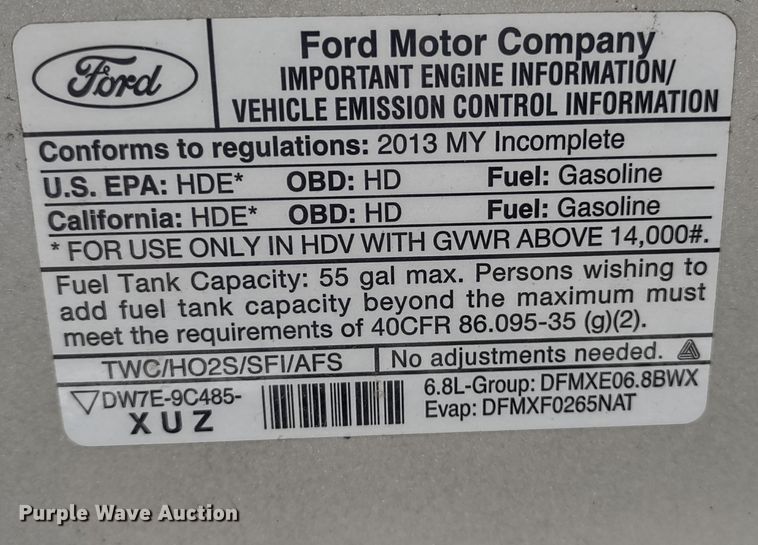 Ford
Ford Motor Company
IMPORTANT ENGINE INFORMATION/
VEHICLE EMISSION CONTROL INFORMATION
Conforms to regulations: 2013 MY Incomplete
U.S. EPA: HDE* OBD: HD Fuel: Gasoline
California: HDE* OBD: HD Fuel: Gasoline
* FOR USE ONLY IN HDV WITH GVWR ABOVE 14,000#.
Fuel Tank Capacity: 55 gal max. Persons wishing to
add fuel tank capacity beyond the maximum must
meet the requirements of 40CFR 86.095-35 (g)(2).
TWC/HO2S/SFI/AFS No adjustments needed.
DW7E-9C485-
XUZ
6.8L-Group: DFMXE06.8BWX
Evap: DFMXF0265NAT
Purple Wave Auction